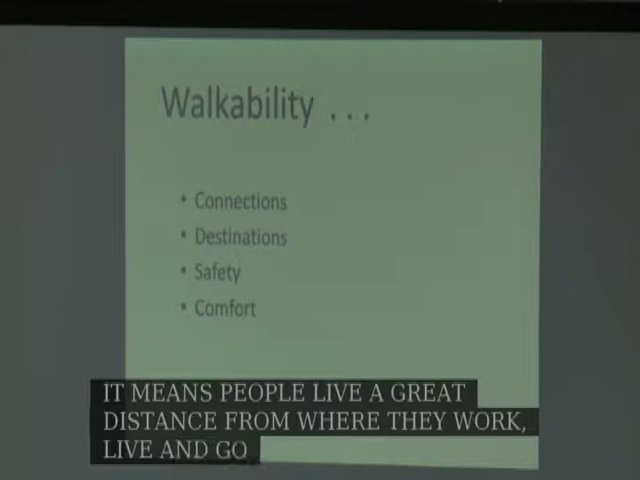 Walkability ...
• Connections
• Destinations
• Safety
• Comfort
IT MEANS PEOPLE LIVE A GREAT
DISTANCE FROM WHERE THEY WORK,
LIVE AND GO